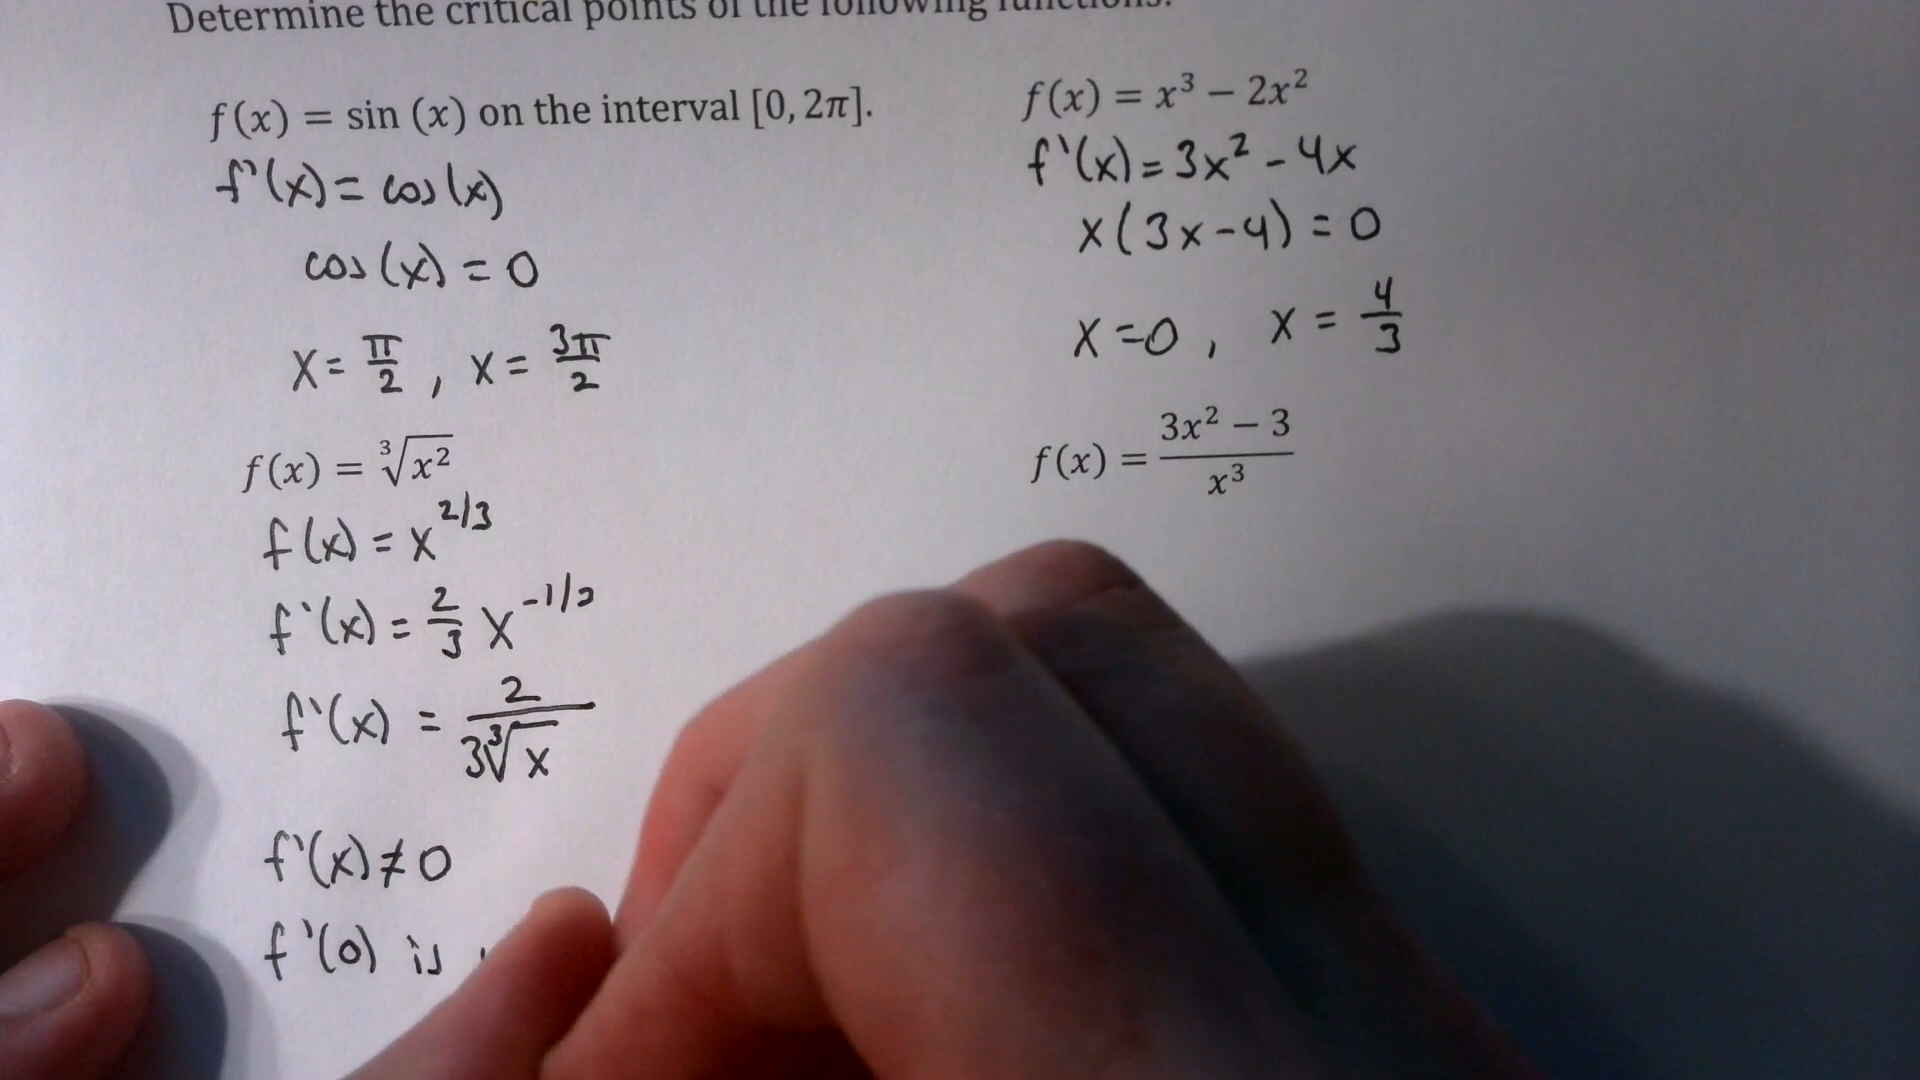 Determine the critical points of the following functions.
f(x) = sin (x) on the interval [0, 2π].
f'(x) = cos(x)
cos(x) = 0
x = π/2 , x = 3π/2
f(x) = ∛x²
f(x) = x^2/3
f'(x) = 2/3 x^-1/3
f'(x) = 2/3∛x
f'(x) ≠ 0
f'(0) is
f(x) = x³ − 2x²
f'(x) = 3x² - 4x
x(3x-4) = 0
x = 0 , x = 4/3
f(x) = 3x² − 3/x³